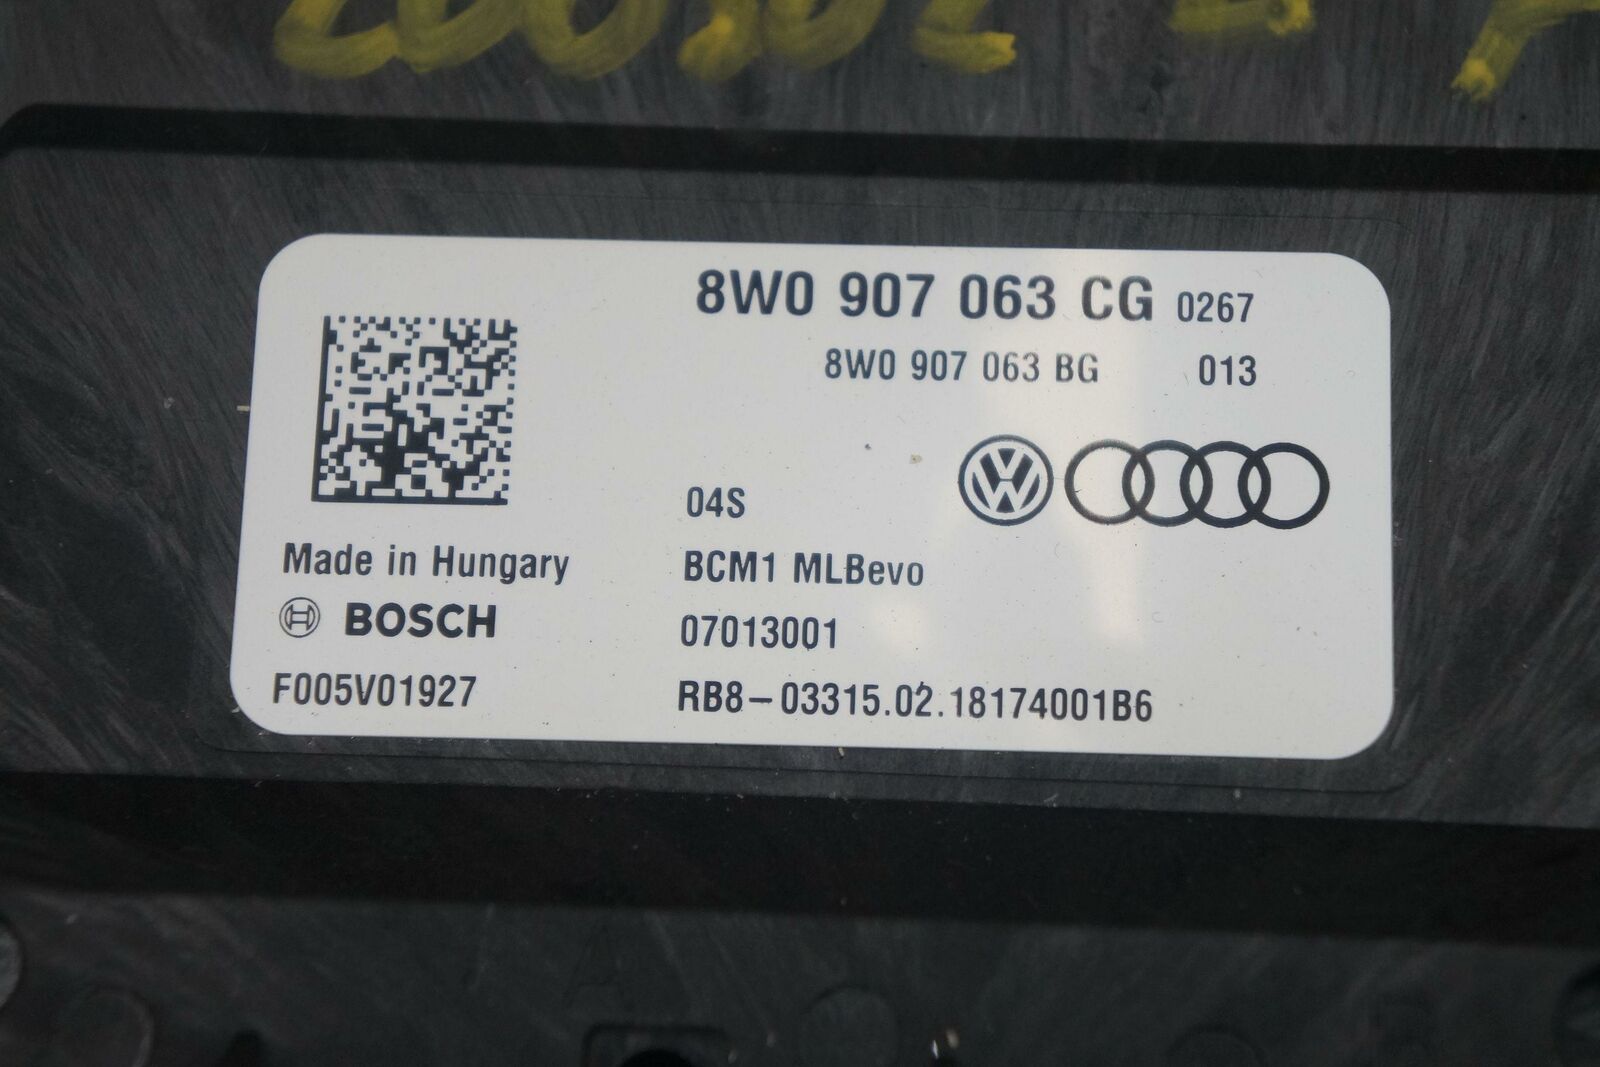 8W0 907 063 CG 0267
8W0 907 063 BG 013
04S
Made in Hungary
BCM1 MLBevo
BOSCH
07013001
F005V01927
RB8-03315.02.18174001B6